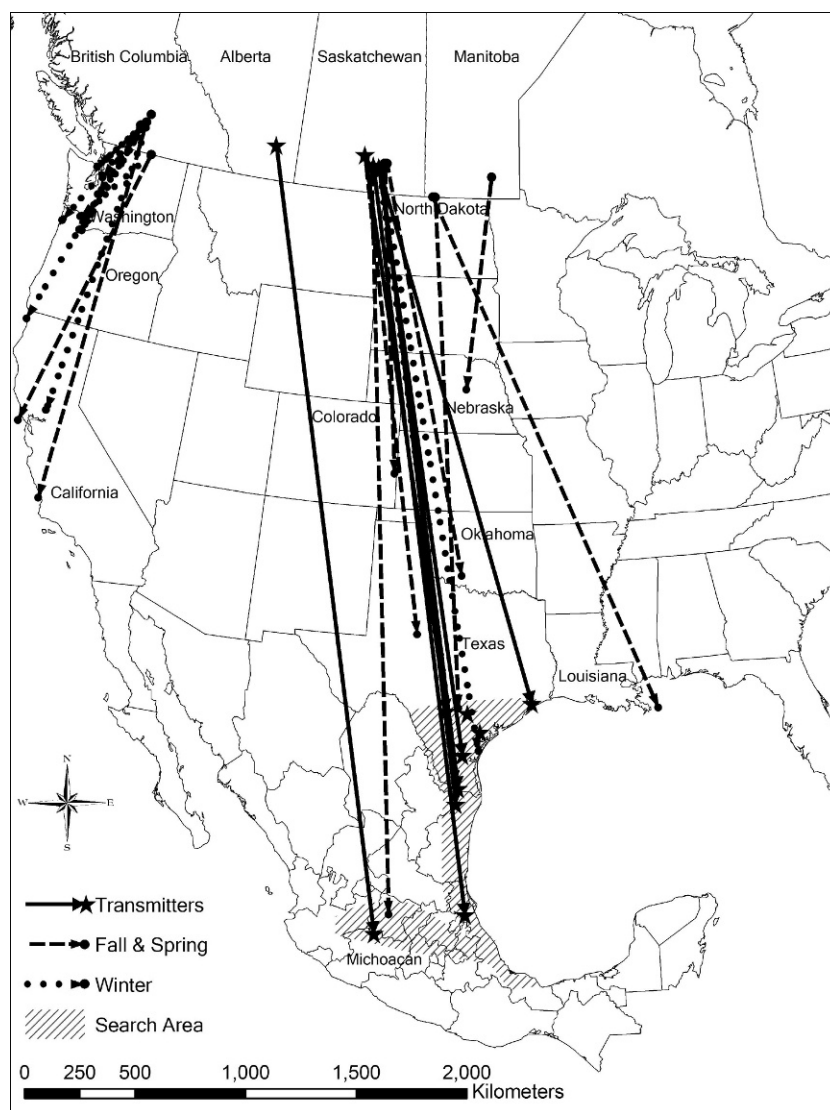 British Columbia Alberta Saskatchewan Manitoba
Washington
North Dakota
Oregon
Nebraska
Colorado
California
Oklahoma
Texas
Louisiana
N
W E
S
Transmitters
Fall & Spring
Winter
Michoacán
Search Area
0 250 500 1,000 1,500 2,000
Kilometers